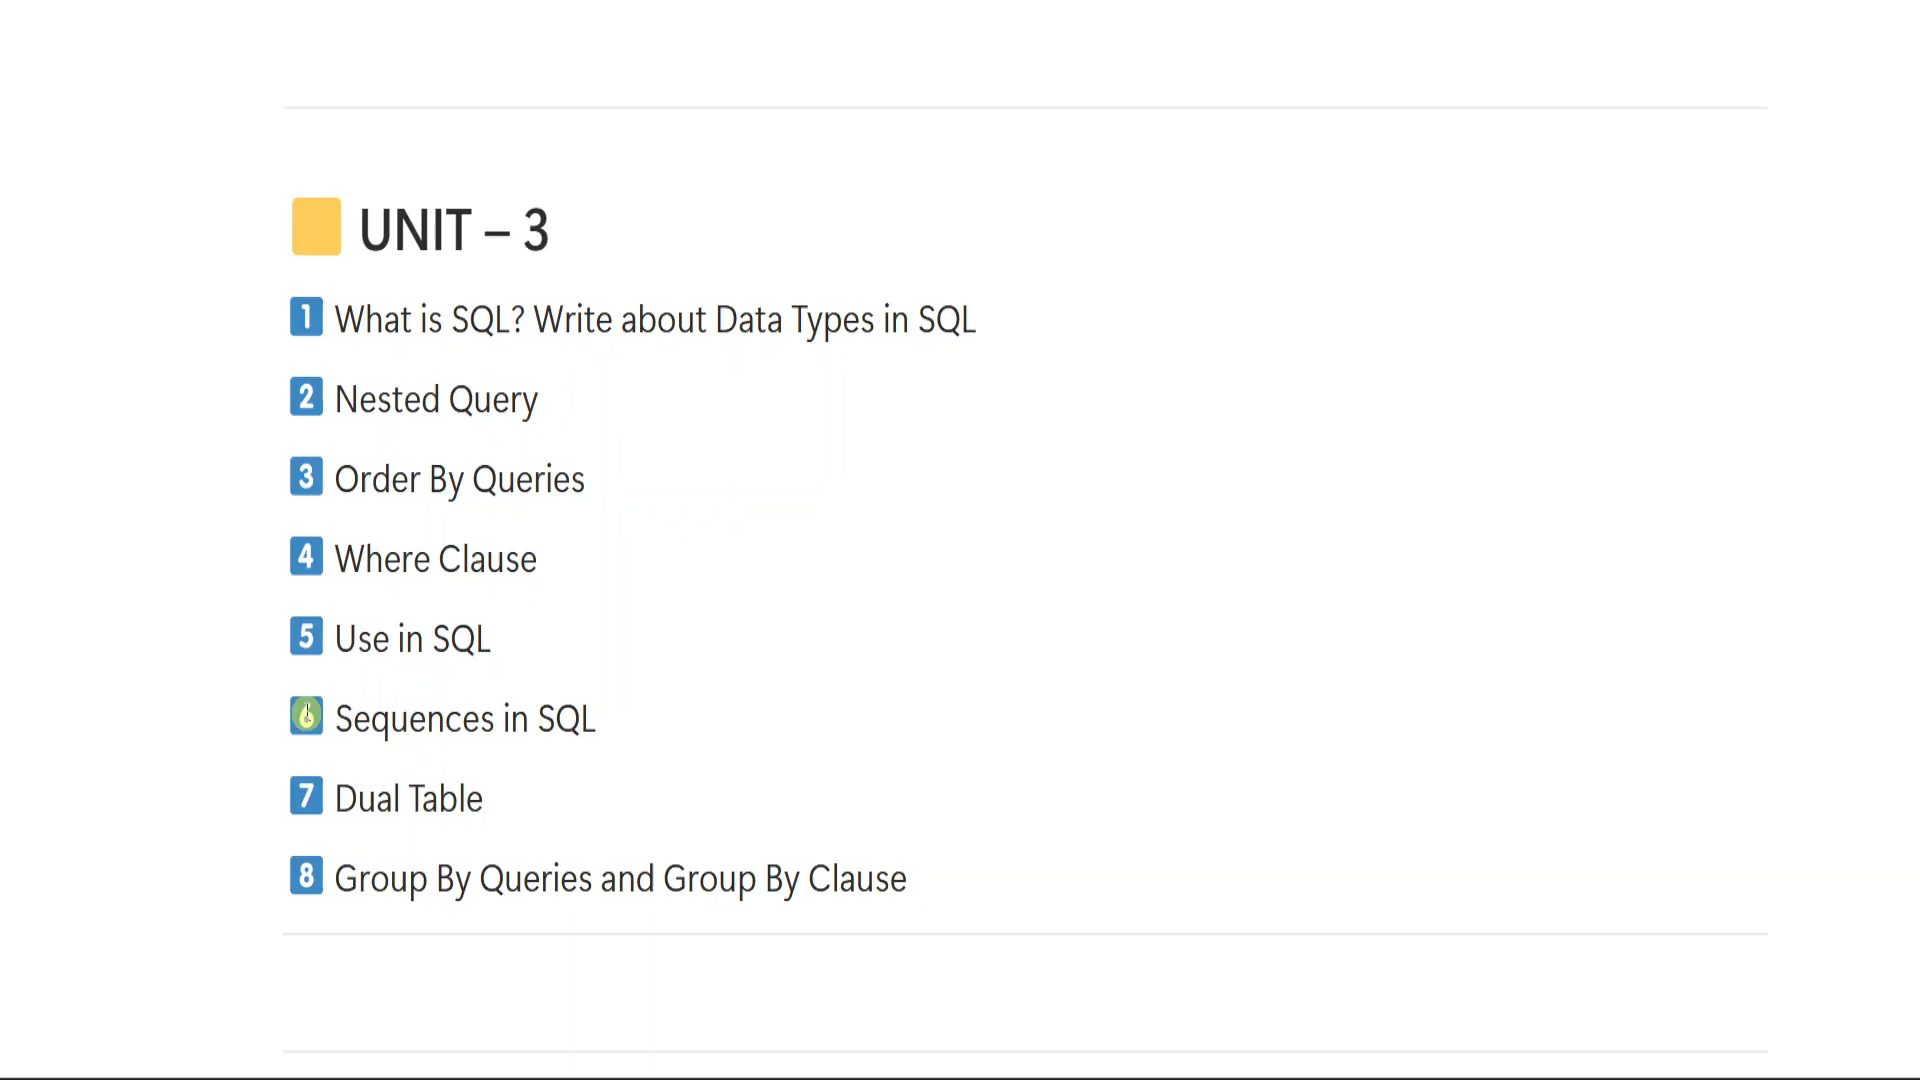 UNIT – 3
1 What is SQL? Write about Data Types in SQL
2 Nested Query
3 Order By Queries
4 Where Clause
5 Use in SQL
6 Sequences in SQL
7 Dual Table
8 Group By Queries and Group By Clause